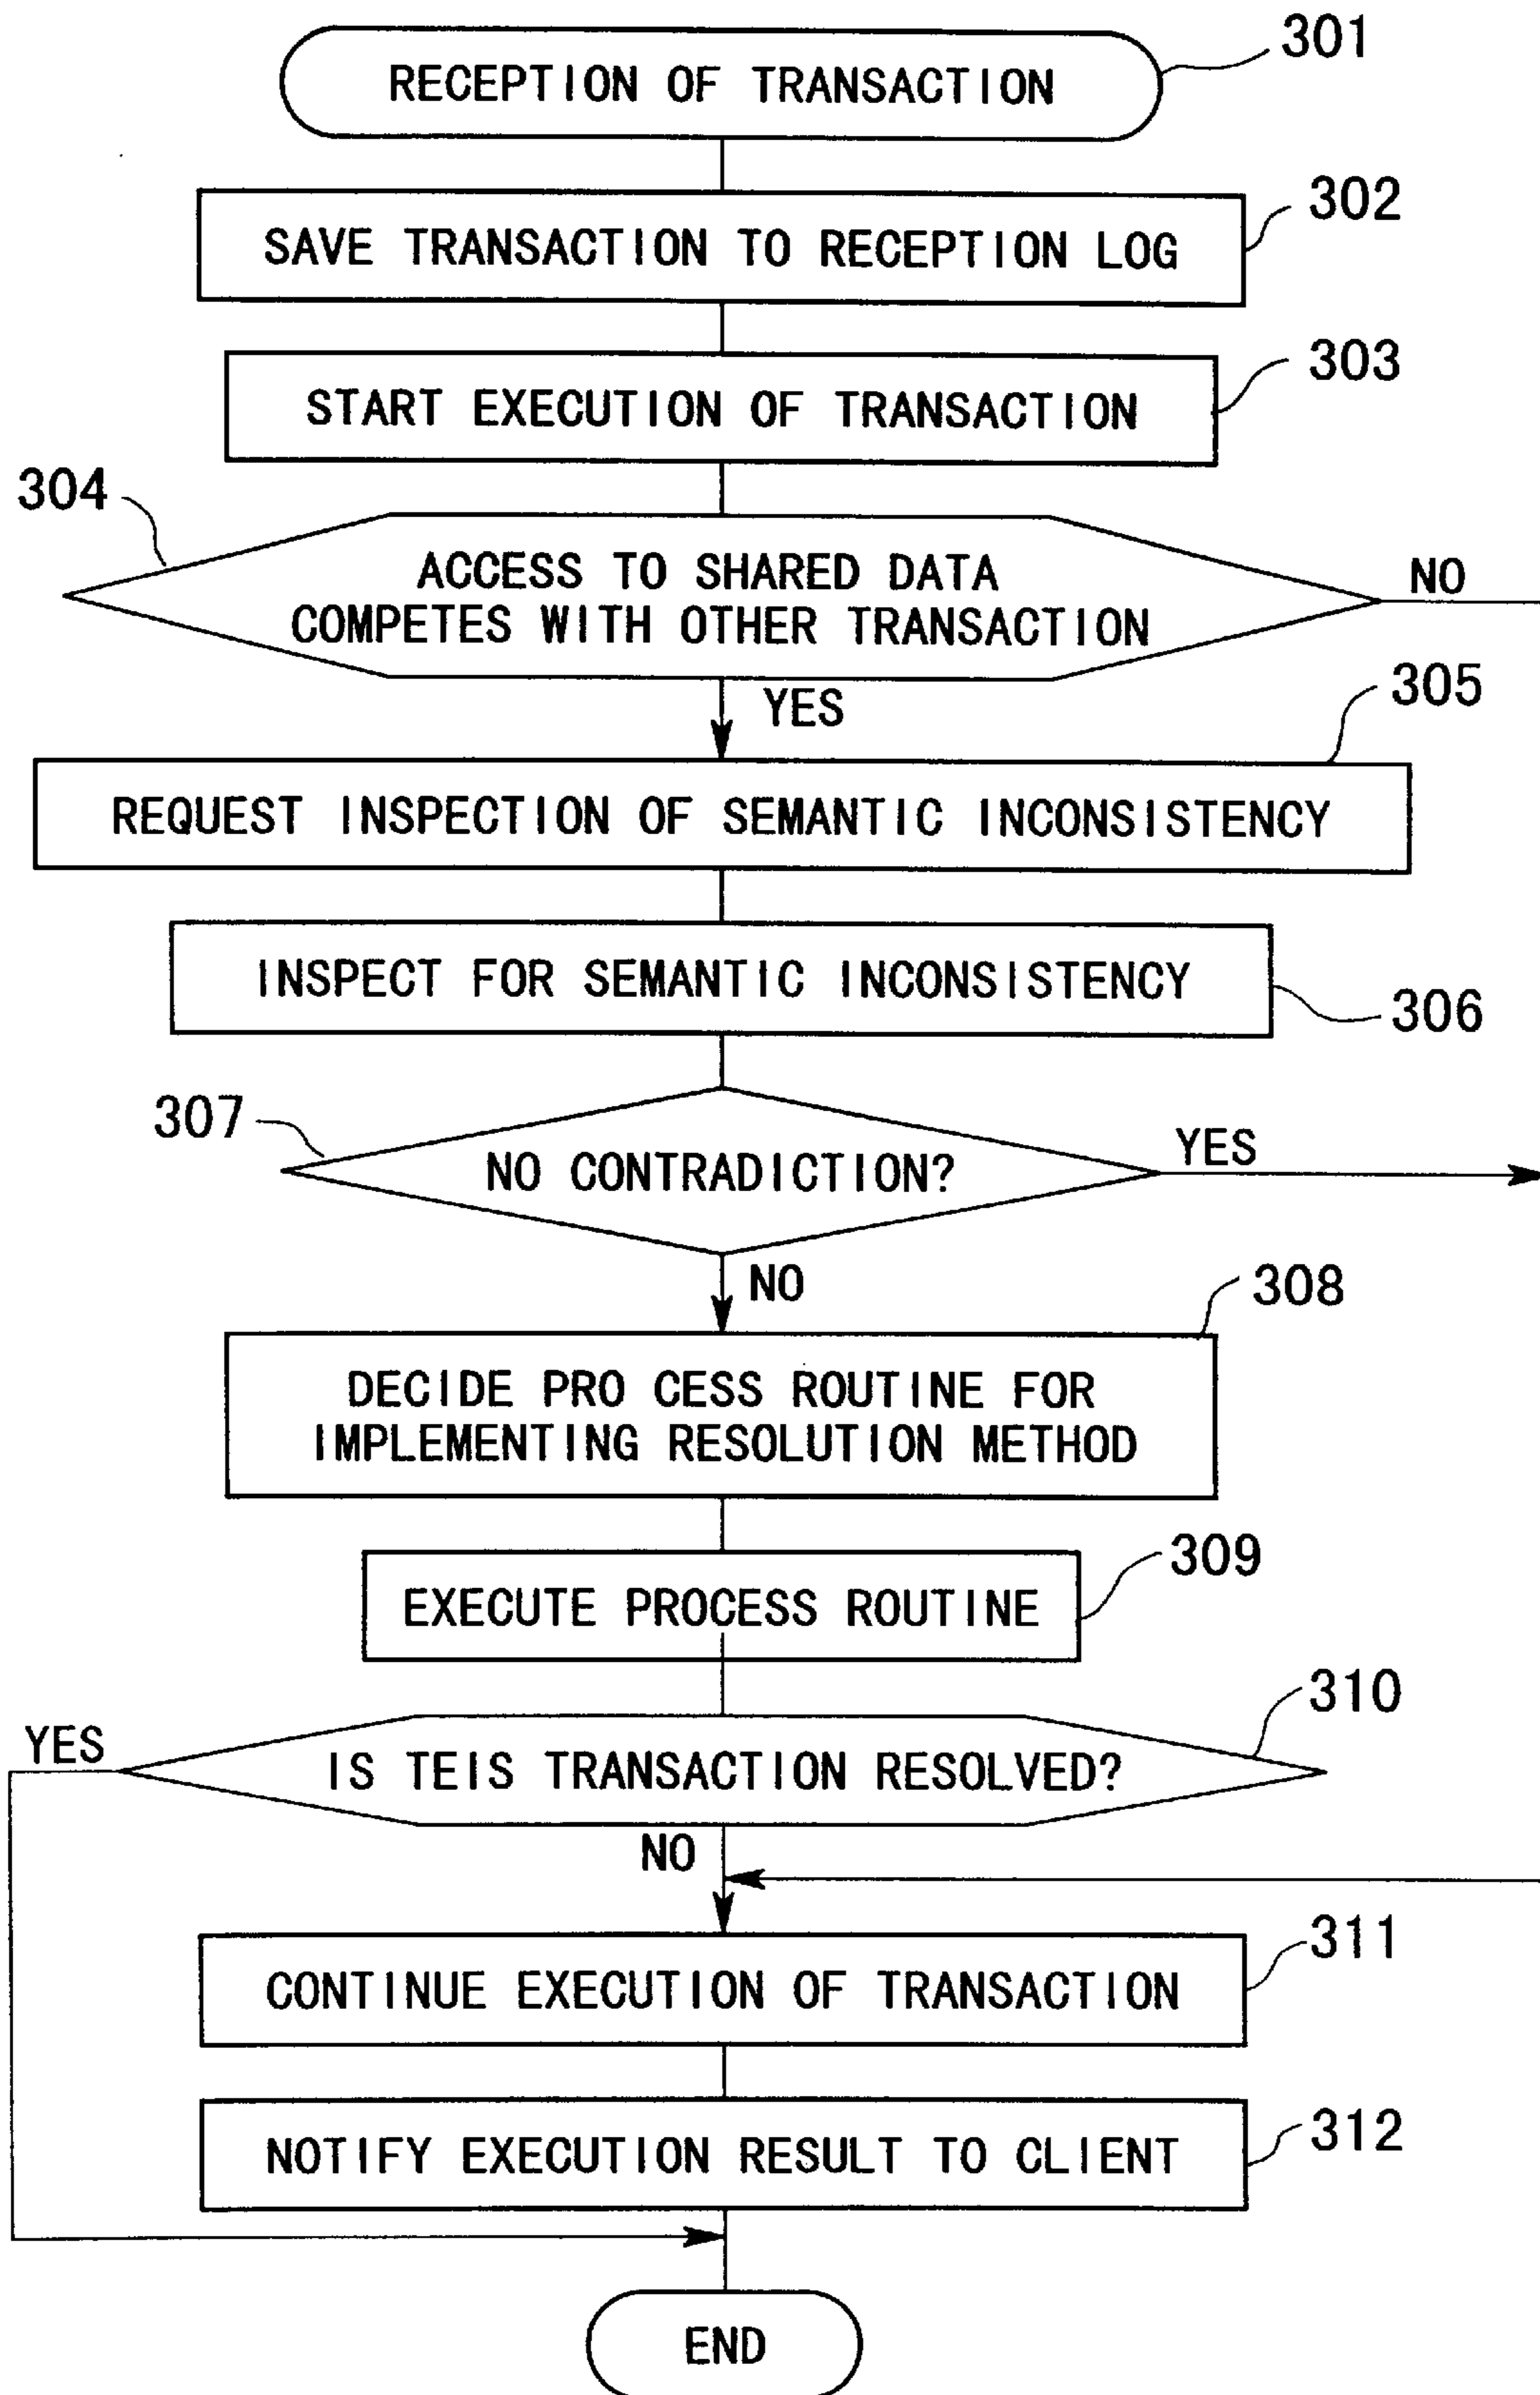 RECEPTION OF TRANSACTION
301
SAVE TRANSACTION TO RECEPTION LOG
302
START EXECUTION OF TRANSACTION
303
304
ACCESS TO SHARED DATA
COMPETES WITH OTHER TRANSACTION
NO
YES
305
REQUEST INSPECTION OF SEMANTIC INCONSISTENCY
INSPECT FOR SEMANTIC INCONSISTENCY
306
307
NO CONTRADICTION?
YES
NO
308
DECIDE PRO CESS ROUTINE FOR
IMPLEMENTING RESOLUTION METHOD
309
EXECUTE PROCESS ROUTINE
310
YES
IS TEIS TRANSACTION RESOLVED?
NO
311
CONTINUE EXECUTION OF TRANSACTION
312
NOTIFY EXECUTION RESULT TO CLIENT
END